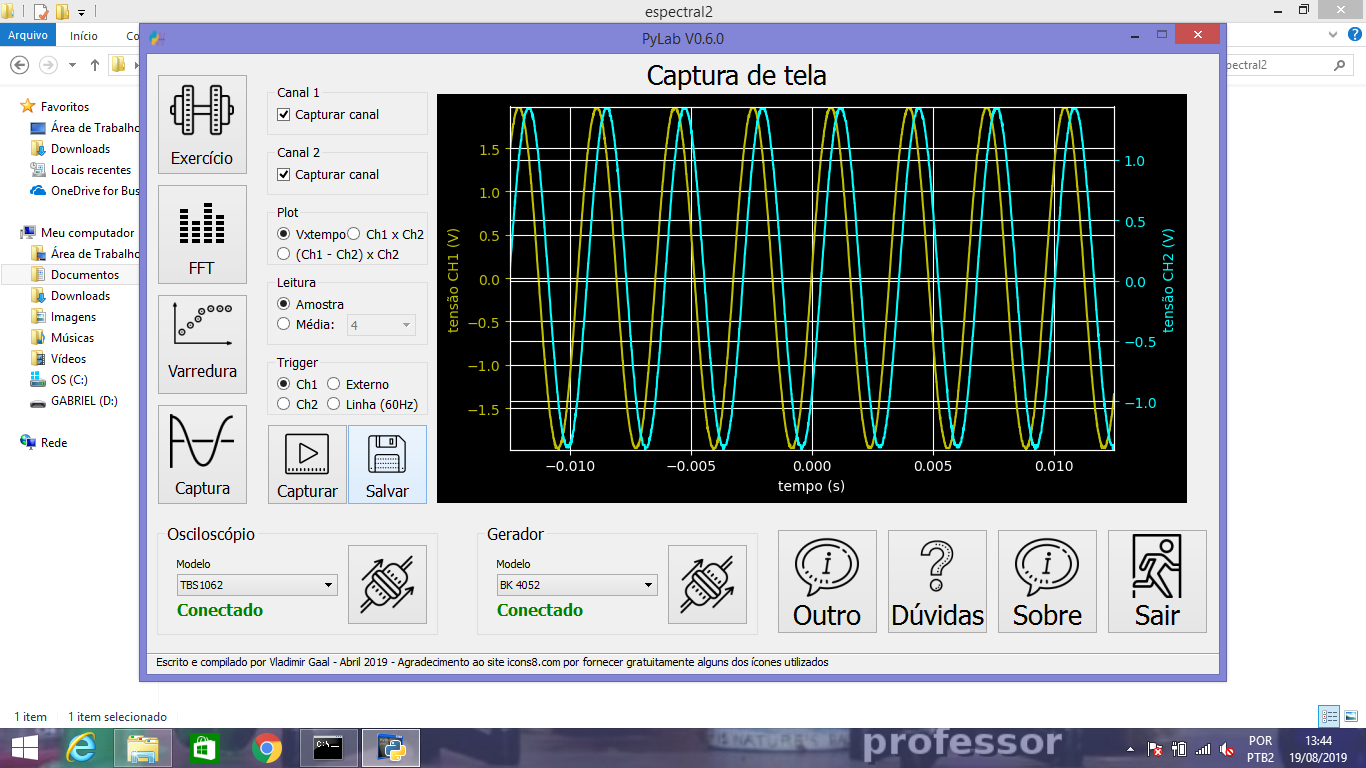 espectral2
Arquivo
Início
Co
PyLab V0.6.0
pectral2
Favoritos
Área de Trabalho
Downloads
Locais recentes
OneDrive for Bus
Meu computador
Área de Trabalho
Documentos
Downloads
Imagens
Músicas
Vídeos
OS (C:)
GABRIEL (D:)
Rede
Exercício
FFT
Varredura
Captura
Canal 1
Capturar canal
Canal 2
Capturar canal
Plot
Vxtempo Ch1 x Ch2
(Ch1 - Ch2) x Ch2
Leitura
Amostra
Média: 4
Trigger
Ch1 Externo
Ch2 Linha (60Hz)
Capturar
Salvar
Captura de tela
tensão CH1 (V)
1.5
1.0
0.5
0.0
−0.5
−1.0
−1.5
1.0
0.5
0.0
−0.5
−1.0
tensão CH2 (V)
−0.010 −0.005 0.000 0.005 0.010
tempo (s)
Osciloscópio
Modelo
TBS1062
Conectado
Gerador
Modelo
BK 4052
Conectado
Outro
Dúvidas
Sobre
Sair
Escrito e compilado por Vladimir Gaal - Abril 2019 - Agradecimento ao site icons8.com por fornecer gratuitamente alguns dos ícones utilizados
1 item 1 item selecionado
C:\.
professor
POR
PTB2
13:44
19/08/2019